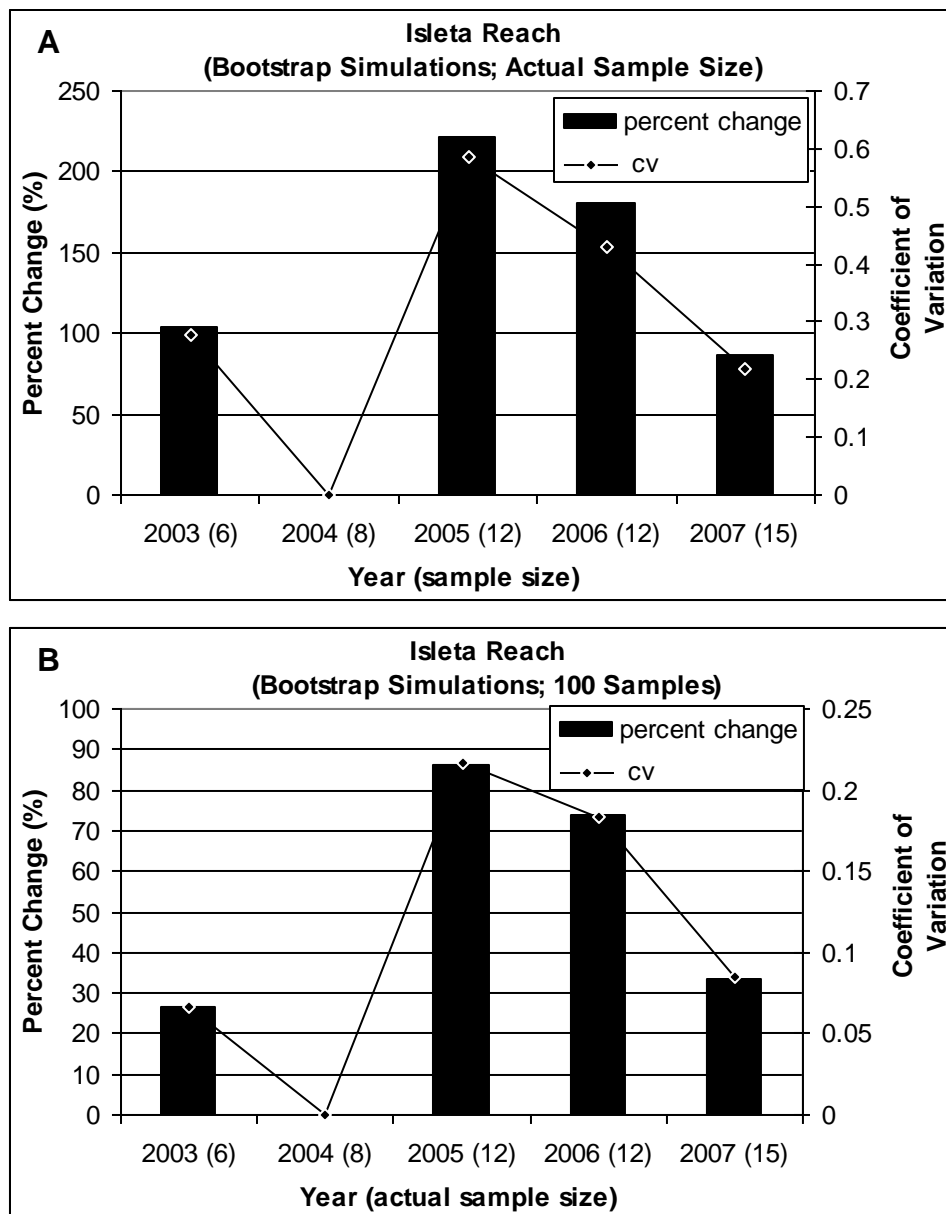 A
Isleta Reach
(Bootstrap Simulations; Actual Sample Size)
250
200
150
100
50
0
Percent Change (%)
percent change
cv
0.7
0.6
0.5
0.4
0.3
0.2
0.1
0
Coefficient of
Variation
2003 (6) 2004 (8) 2005 (12) 2006 (12) 2007 (15)
Year (sample size)
B
Isleta Reach
(Bootstrap Simulations; 100 Samples)
100
90
80
70
60
50
40
30
20
10
0
Percent Change (%)
percent change
cv
0.25
0.2
0.15
0.1
0.05
0
Coefficient of
Variation
2003 (6) 2004 (8) 2005 (12) 2006 (12) 2007 (15)
Year (actual sample size)